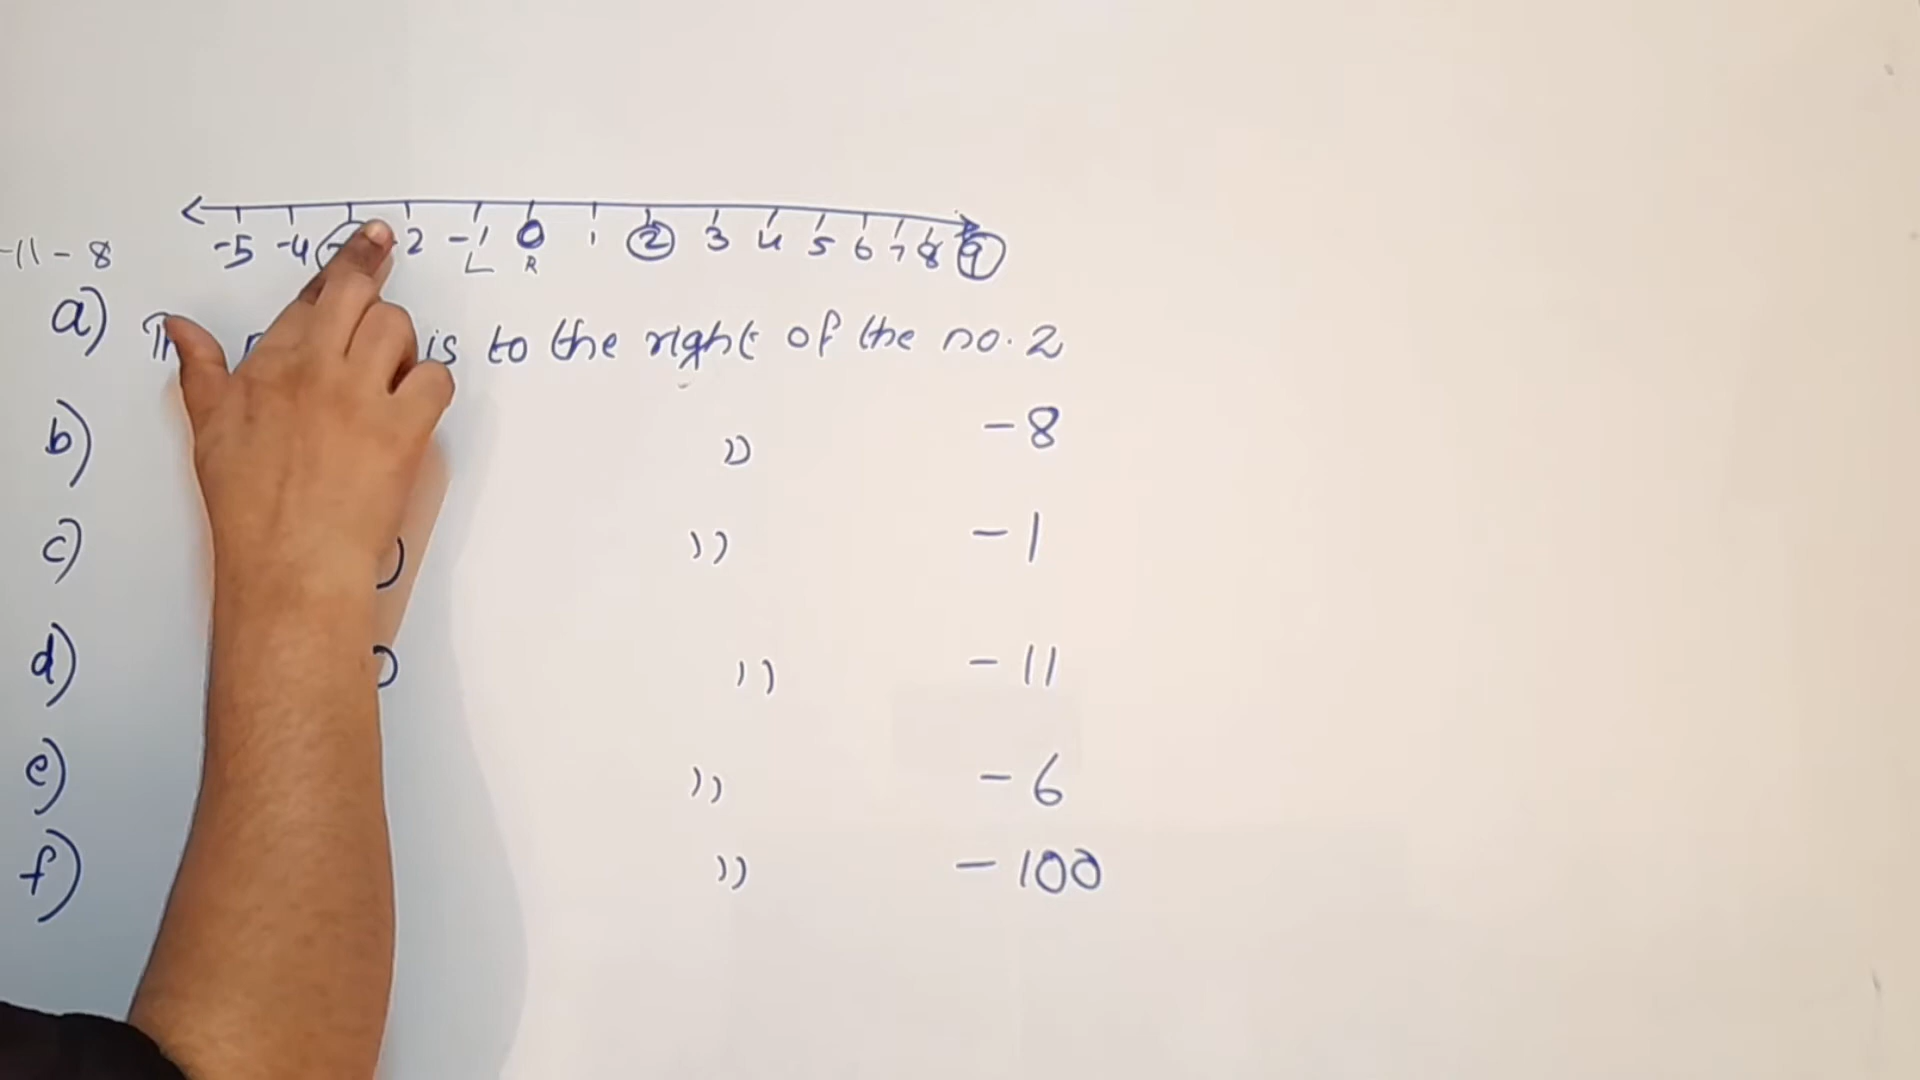 -5 -4 - 2 -1 0 1 2 3 4 5 6 7 8 9
-11 - 8
L R
a) is to the right of the no. 2
b) )) -8
c) ) )) -1
d) )) -11
e) )) -6
f) )) -100